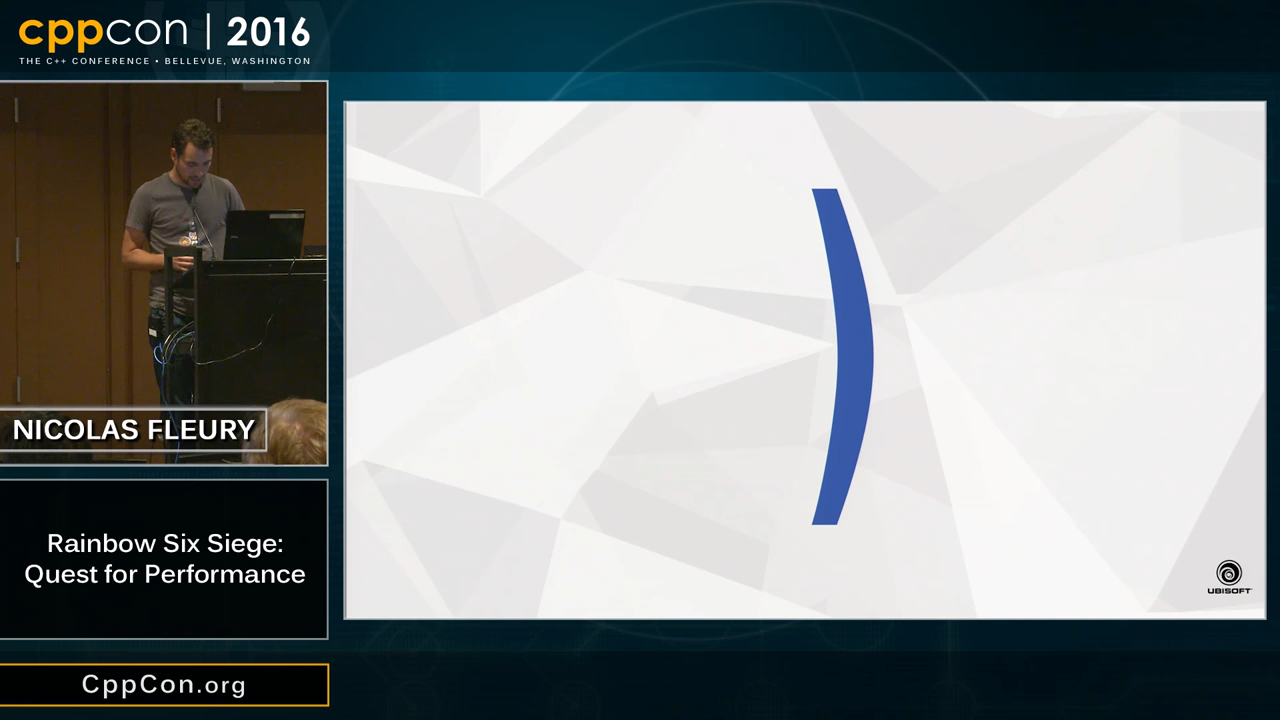 cppcon | 2016
THE C++ CONFERENCE • BELLEVUE, WASHINGTON
NICOLAS FLEURY
Rainbow Six Siege:
Quest for Performance
CppCon.org
)
UBISOFT